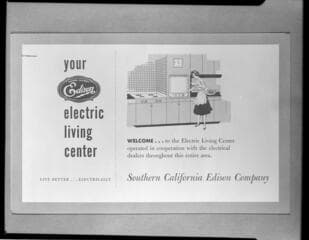 your
Edison
electric
living
center
LIVE BETTER . . . ELECTRICALLY
WELCOME . . . to the Electric Living Center
operated in cooperation with the electrical
dealers throughout this entire area.
Southern California Edison Company